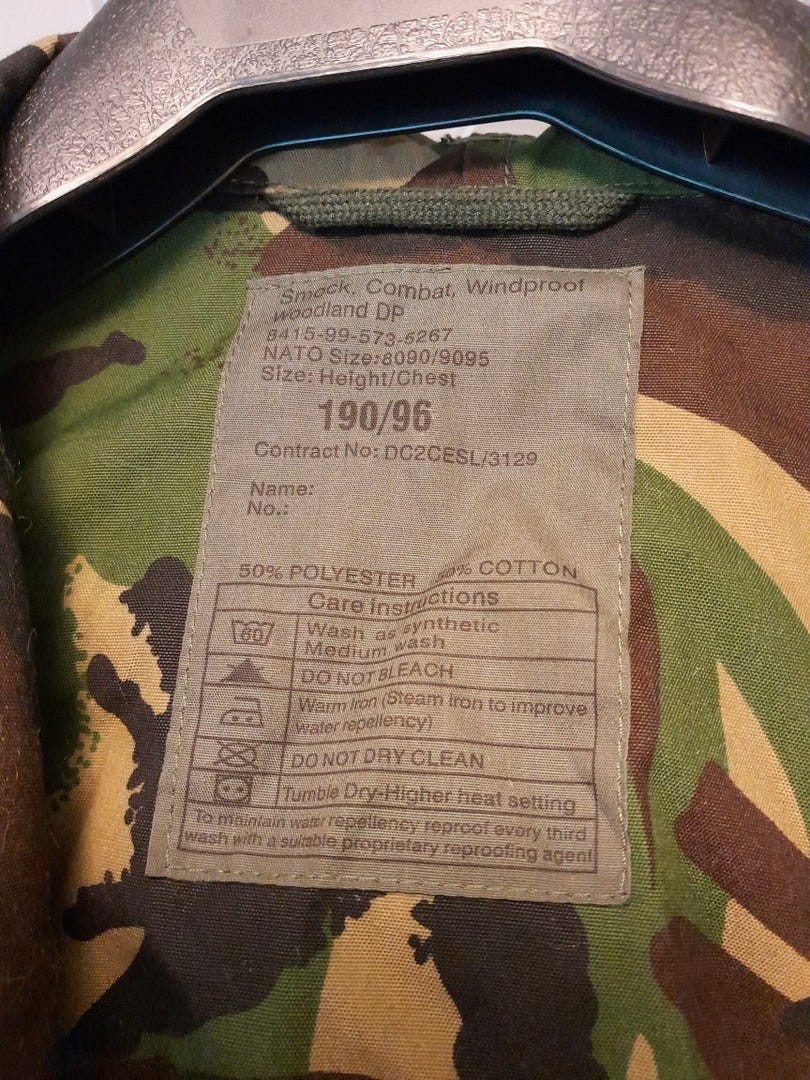 Smock, Combat, Windproof
Woodland DP
8415-99-573-5267
NATO Size:8090/9095
Size: Height/Chest
190/96
Contract No: DC2CESL/3129
Name:
No.:
50% POLYESTER 50% COTTON
Care instructions
60
Wash as synthetic
Medium wash
DO NOT BLEACH
Warm Iron (Steam Iron to improve
water repellency)
DO NOT DRY CLEAN
Tumble Dry-Higher heat setting
To maintain water repellency reproof every third
wash with a suitable proprietary reproofing agent